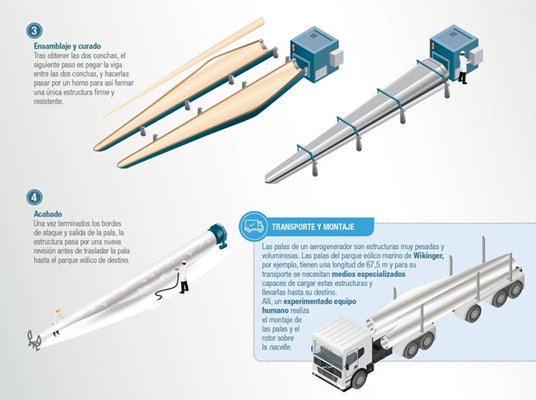 3
Ensamblaje y curado
Tras obtener las dos conchas, el
siguiente paso es pegar la viga
entre las dos conchas, y hacerlas
pasar por un horno para así formar
una única estructura firme y
resistente.
4
Acabado
Una vez terminados los bordes
de ataque y salida de la pala, la
estructura pasa por una nueva
revisión antes de trasladar la pala
hasta el parque eólico de destino.
TRANSPORTE Y MONTAJE
Las palas de un aerogenerador son estructuras muy pesadas y
voluminosas. Las palas del parque eólico marino de Wikinger,
por ejemplo, tienen una longitud de 67,5 m y para su
transporte se necesitan medios especializados
capaces de cargar estas estructuras y
llevarlas hasta su destino.
Allí, un experimentado equipo
humano realiza
el montaje de
las palas y el
rotor sobre
la nacelle.